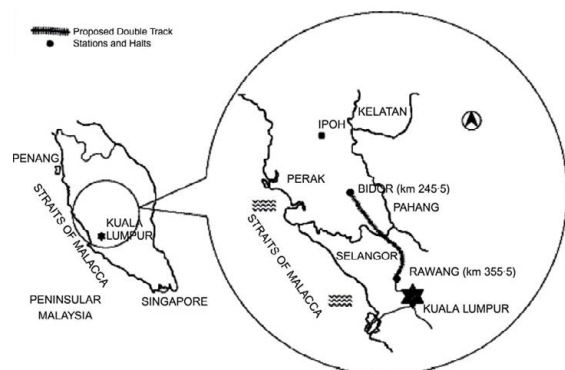 Proposed Double Track
Stations and Halts
PENANG
STRAITS OF MALACCA
KUALA
LUMPUR
PENINSULAR
MALAYSIA
SINGAPORE
KELATAN
IPOH
PERAK
BIDOR (km 245·5)
PAHANG
STRAITS OF MALACCA
SELANGOR
RAWANG (km 355·5)
KUALA LUMPUR